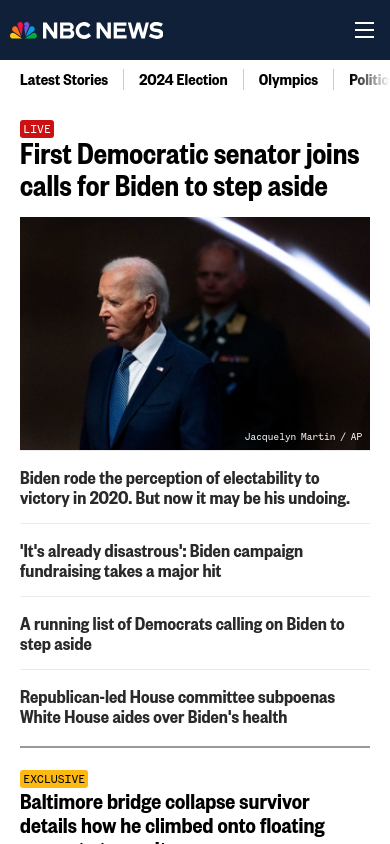 NBC NEWS
Latest Stories
2024 Election
Olympics
LIVE
First Democratic senator joins
calls for Biden to step aside
Jacquelyn Martin / AP
Biden rode the perception of electability to
victory in 2020. But now it may be his undoing.
'It's already disastrous': Biden campaign
fundraising takes a major hit
A running list of Democrats calling on Biden to
step aside
Republican-led House committee subpoenas
White House aides over Biden's health
EXCLUSIVE
Baltimore bridge collapse survivor
details how he climbed onto floating